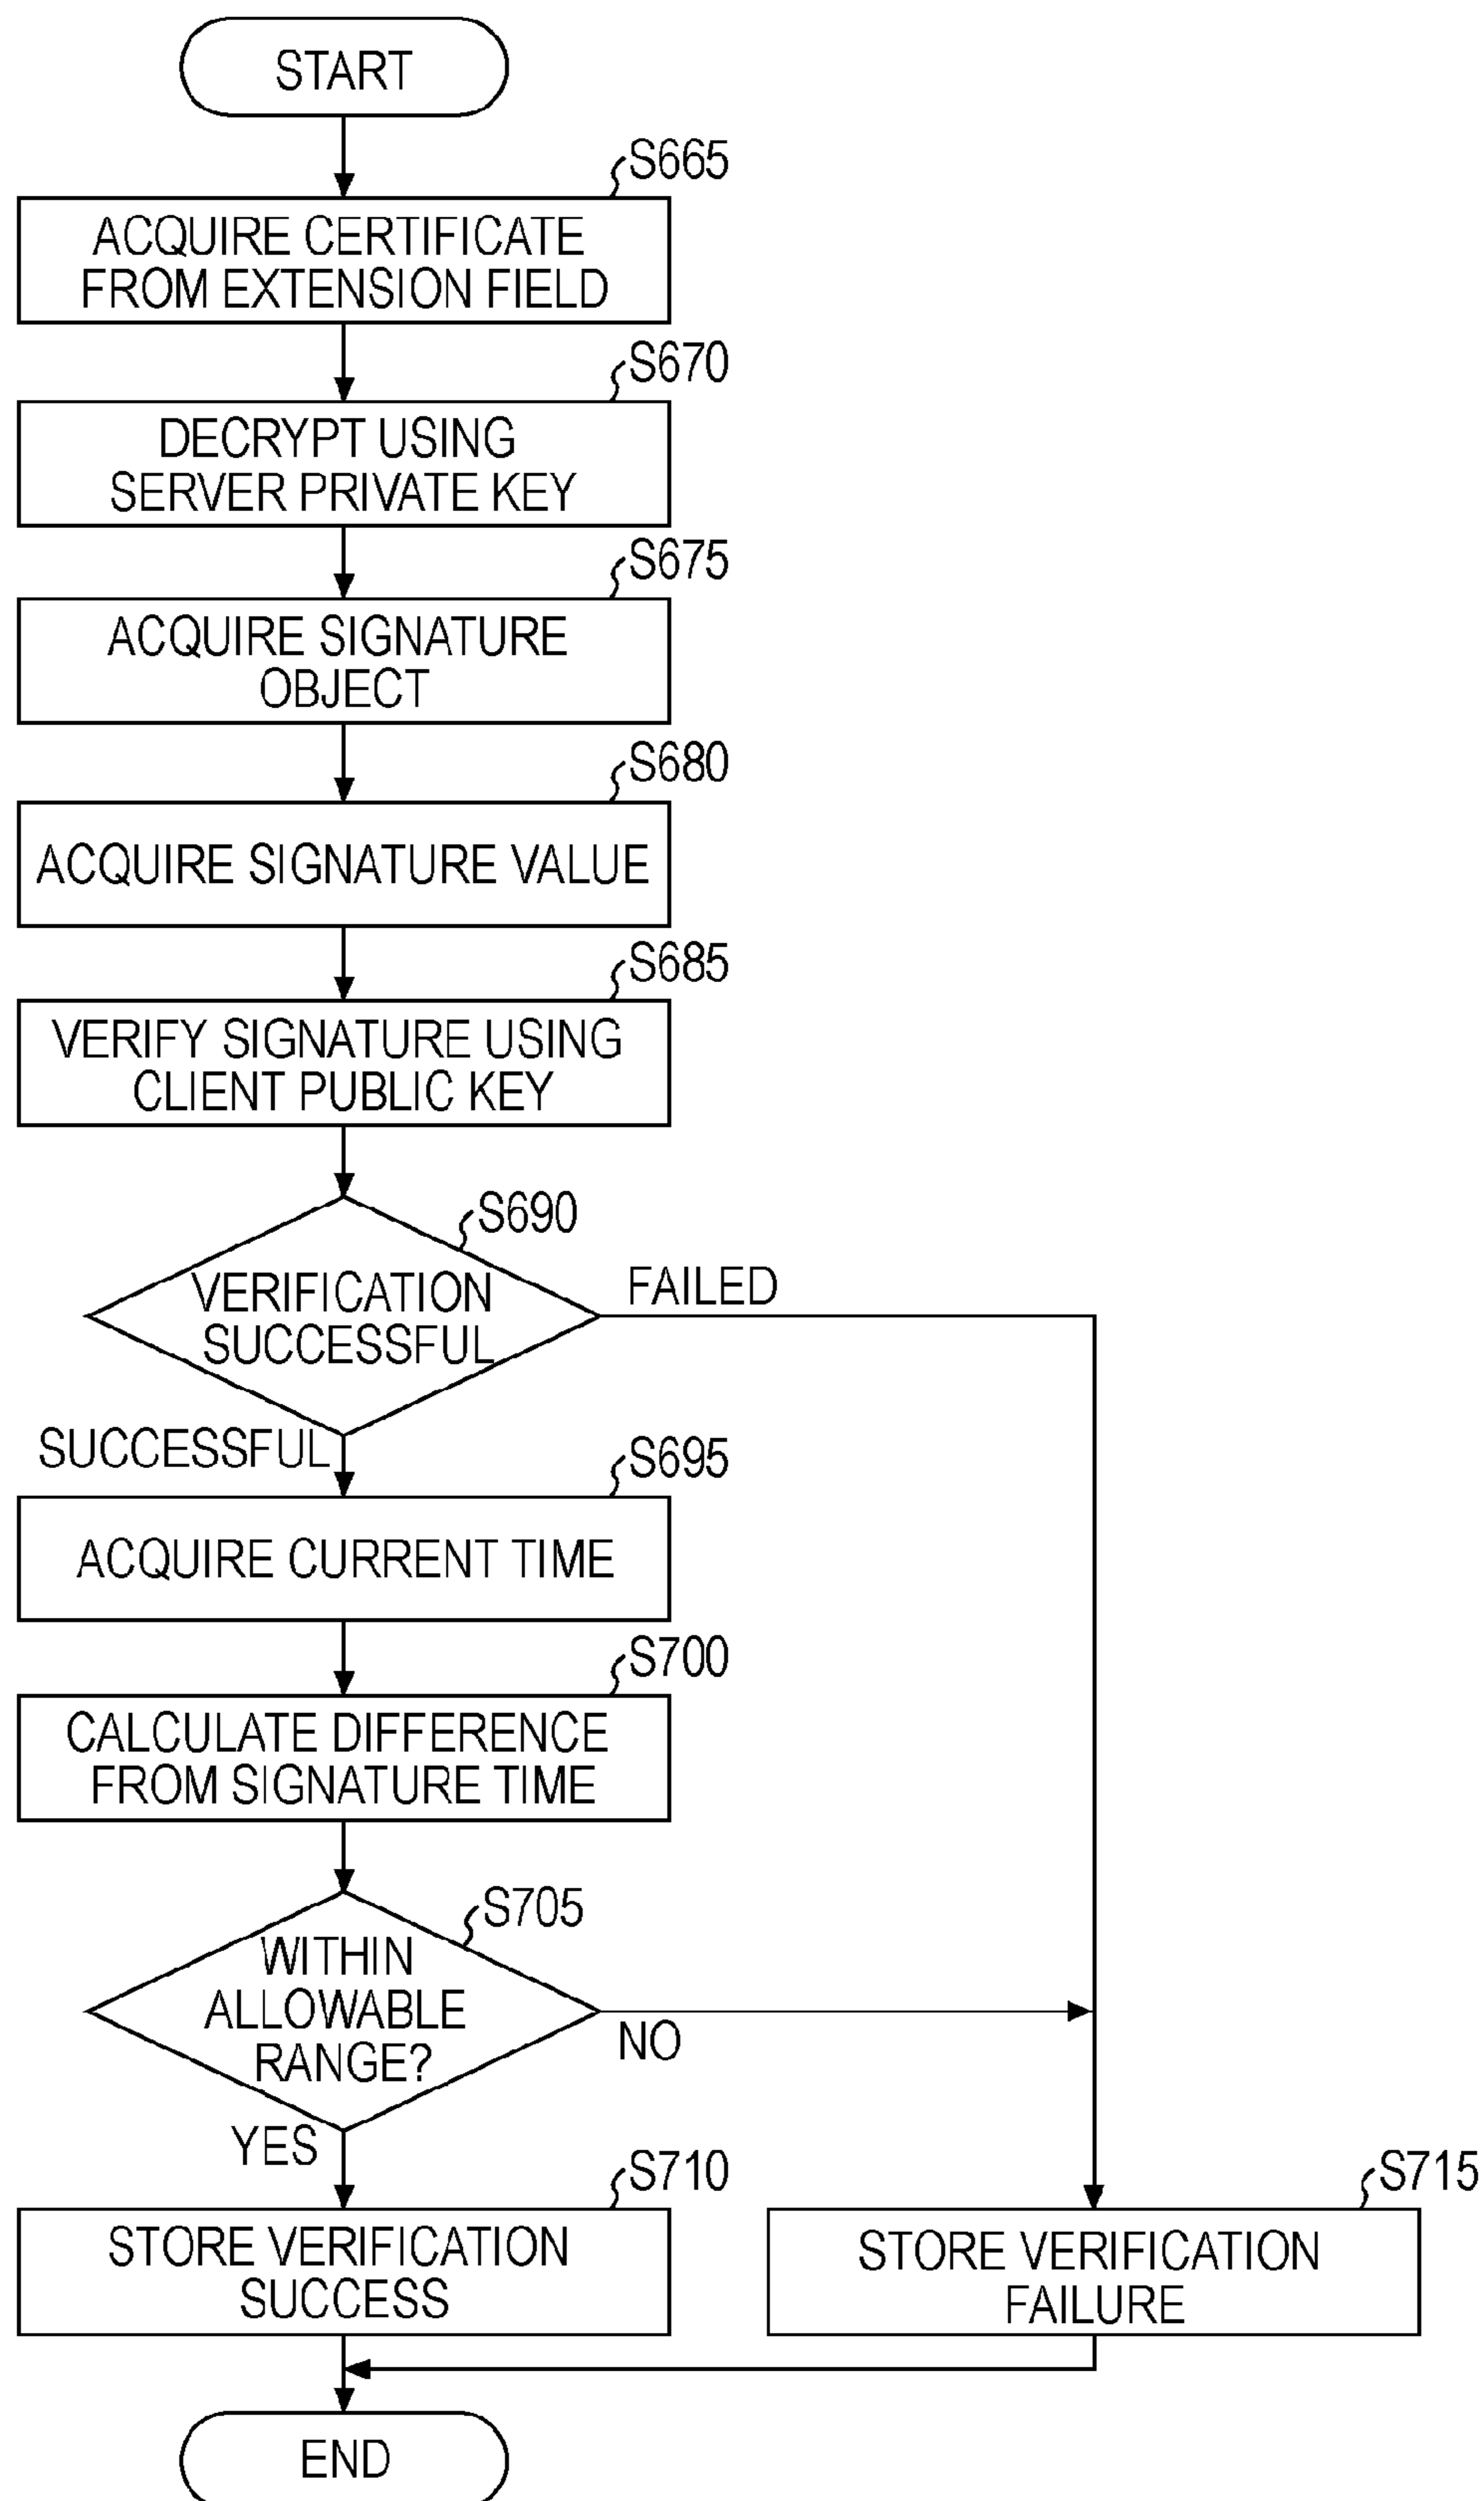 START
S665
ACQUIRE CERTIFICATE
FROM EXTENSION FIELD
S670
DECRYPT USING
SERVER PRIVATE KEY
S675
ACQUIRE SIGNATURE
OBJECT
S680
ACQUIRE SIGNATURE VALUE
S685
VERIFY SIGNATURE USING
CLIENT PUBLIC KEY
S690
VERIFICATION
SUCCESSFUL
FAILED
SUCCESSFUL
S695
ACQUIRE CURRENT TIME
S700
CALCULATE DIFFERENCE
FROM SIGNATURE TIME
S705
WITHIN
ALLOWABLE
RANGE?
NO
YES
S710
STORE VERIFICATION
SUCCESS
S715
STORE VERIFICATION
FAILURE
END